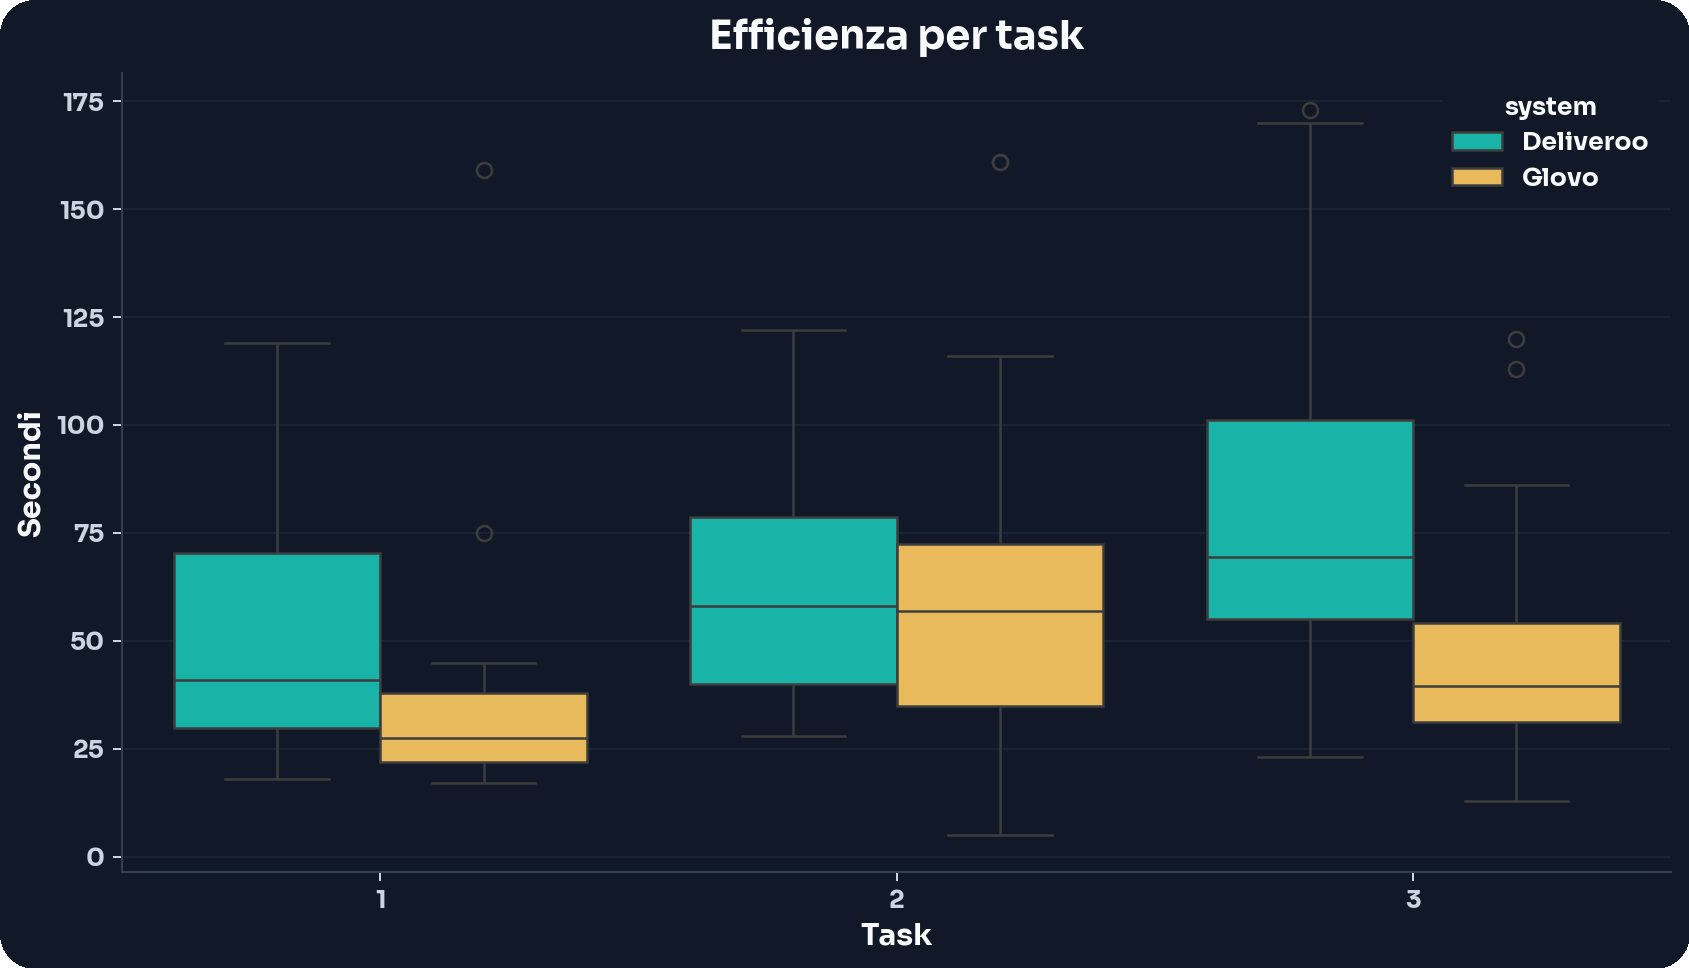 Efficienza per task
175
150
125
100
75
50
25
0
Secondi
system
Deliveroo
Glovo
1
2
3
Task